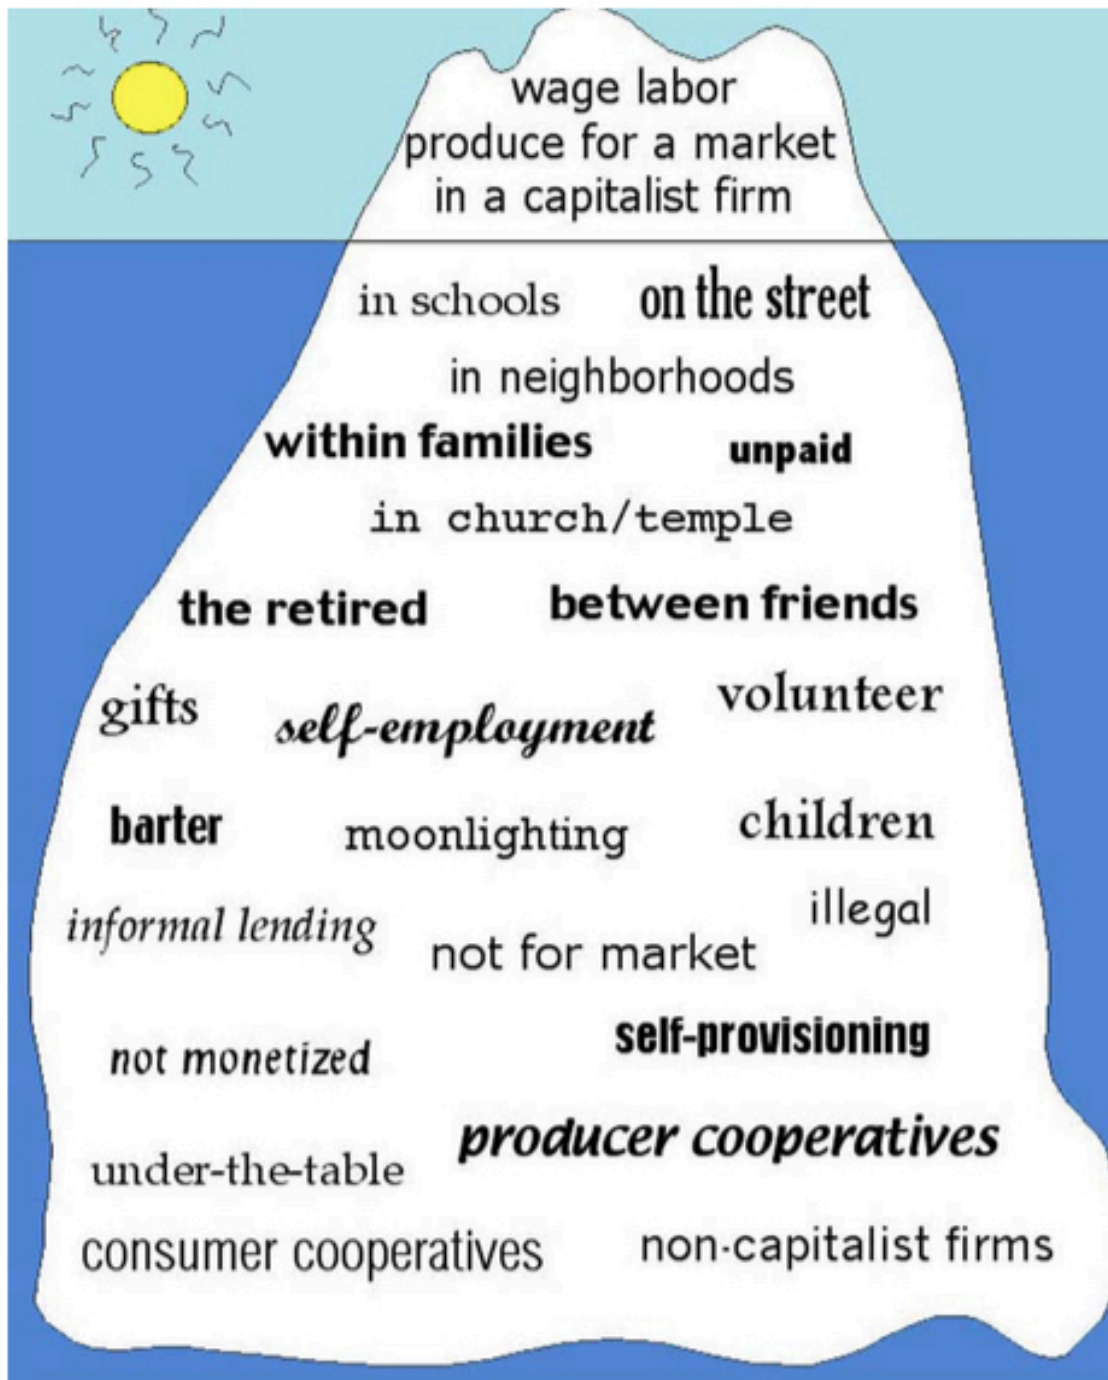 wage labor
produce for a market
in a capitalist firm
in schools
on the street
in neighborhoods
within families
unpaid
in church/temple
the retired
between friends
gifts
self-employment
volunteer
barter
moonlighting
children
informal lending
not for market
illegal
not monetized
self-provisioning
under-the-table
producer cooperatives
consumer cooperatives
non-capitalist firms